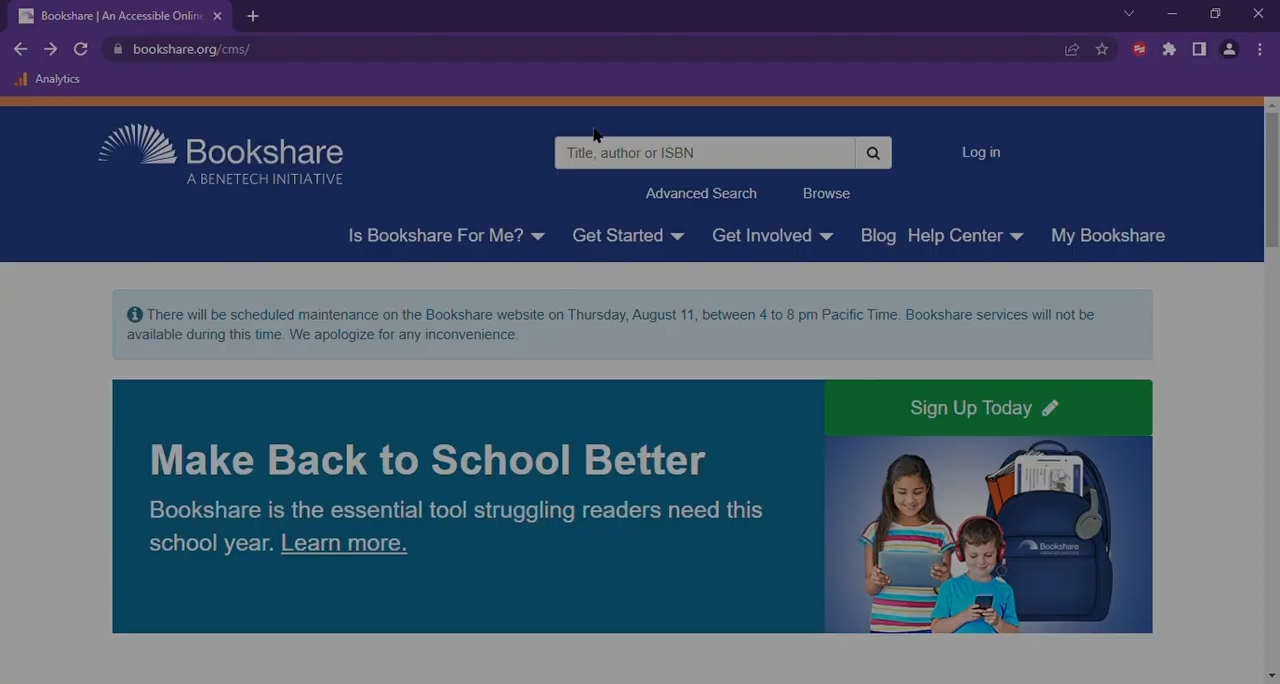 Bookshare | An Accessible Online
bookshare.org/cms/
Analytics
Bookshare
A BENETECH INITIATIVE
Title, author or ISBN
Log in
Advanced Search Browse
Is Bookshare For Me? Get Started Get Involved Blog Help Center My Bookshare
There will be scheduled maintenance on the Bookshare website on Thursday, August 11, between 4 to 8 pm Pacific Time. Bookshare services will not be
available during this time. We apologize for any inconvenience.
Sign Up Today
Make Back to School Better
Bookshare is the essential tool struggling readers need this
school year. Learn more.
Bookshare